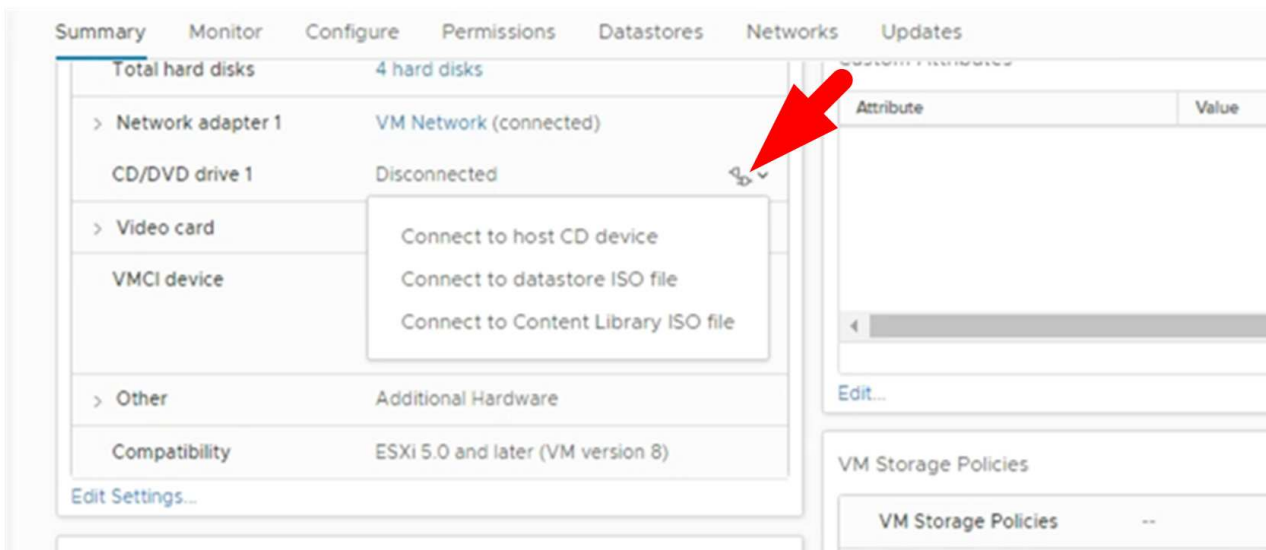 Summary Monitor Configure Permissions Datastores Networks Updates
Total hard disks 4 hard disks
Custom Attributes
Attribute Value
> Network adapter 1 VM Network (connected)
CD/DVD drive 1 Disconnected
> Video card
Connect to host CD device
VMCI device
Connect to datastore ISO file
Connect to Content Library ISO file
> Other Additional Hardware
Edit...
Compatibility ESXi 5.0 and later (VM version 8)
Edit Settings...
VM Storage Policies
VM Storage Policies --